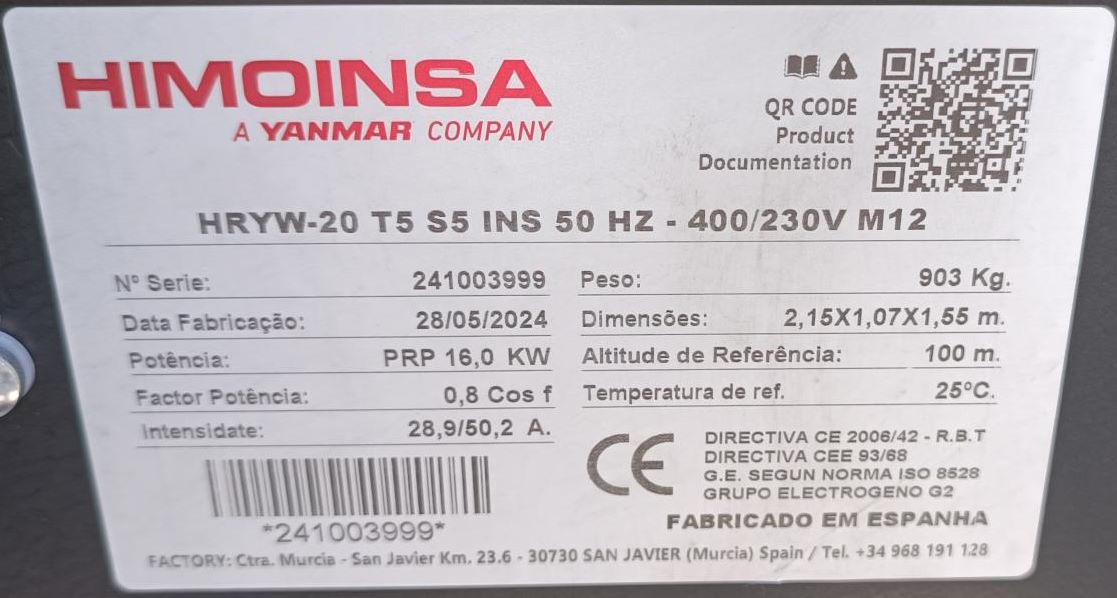 HIMOINSA
A YANMAR COMPANY
QR CODE
Product
Documentation
HRYW-20 T5 S5 INS 50 HZ - 400/230V M12
Nº Serie: 241003999
Data Fabricação: 28/05/2024
Potência: PRP 16,0 KW
Factor Potência: 0,8 Cos f
Intensidate: 28,9/50,2 A.
Peso: 903 Kg.
Dimensões: 2,15X1,07X1,55 m.
Altitude de Referência: 100 m.
Temperatura de ref. 25ºC.
*241003999*
CE
DIRECTIVA CE 2006/42 - R.B.T
DIRECTIVA CEE 93/68
G.E. SEGUN NORMA ISO 8528
GRUPO ELECTROGENO G2
FABRICADO EM ESPANHA
FACTORY: Ctra. Murcia - San Javier Km. 23.6 - 30730 SAN JAVIER (Murcia) Spain / Tel. +34 968 191 128